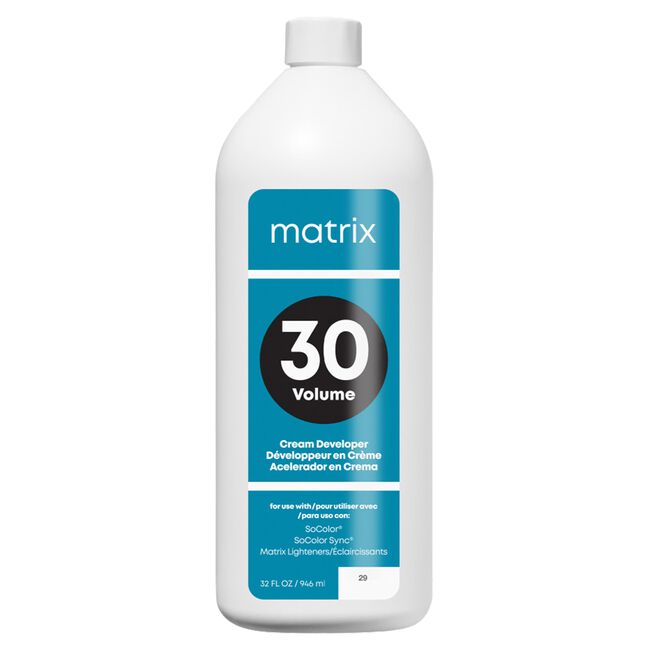 matrix
30
Volume
Cream Developer
Développeur en Crème
Acelerador en Crema
for use with/pour utiliser avec
/para uso con:
SoColor®
SoColor Sync®
Matrix Lighteners/Éclaircissants
32 FL OZ / 946 ml
29